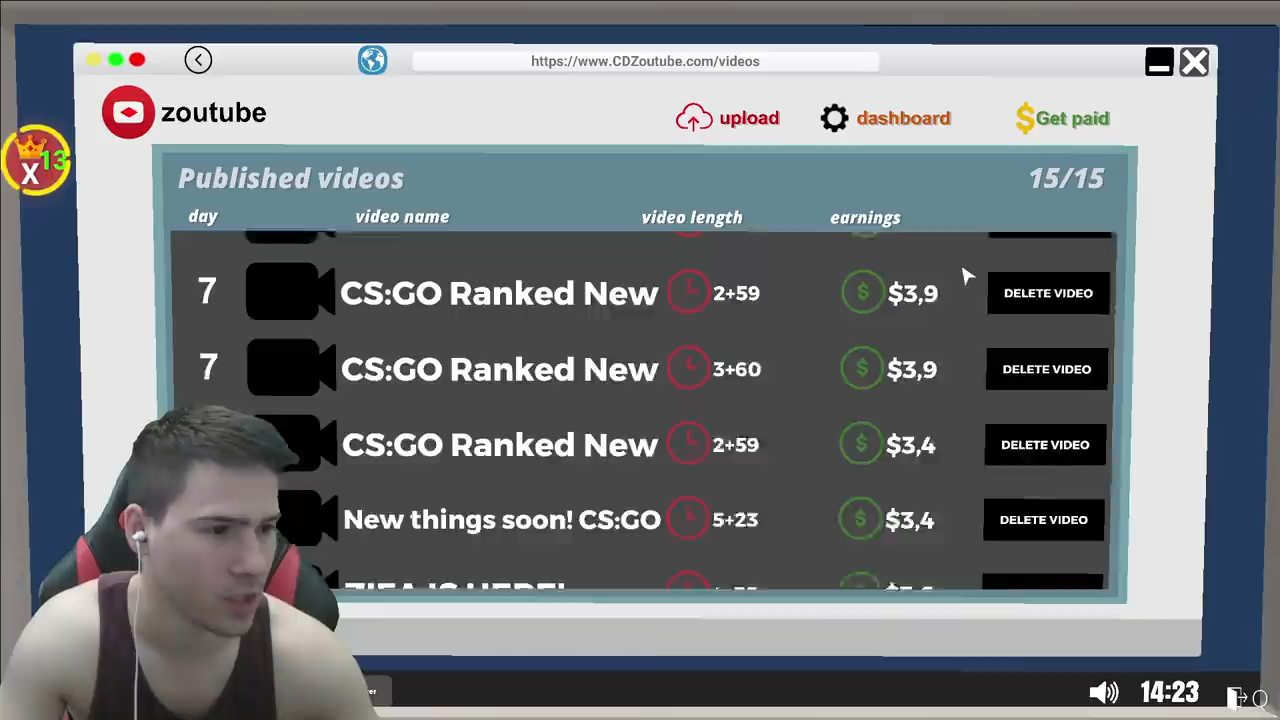 https://www.CDZoutube.com/videos
zoutube
upload
dashboard
Get paid
X 13
Published videos
15/15
day video name video length earnings
7 CS:GO Ranked New 2+59 $3,9 DELETE VIDEO
7 CS:GO Ranked New 3+60 $3,9 DELETE VIDEO
CS:GO Ranked New 2+59 $3,4 DELETE VIDEO
New things soon! CS:GO 5+23 $3,4 DELETE VIDEO
14:23
Q